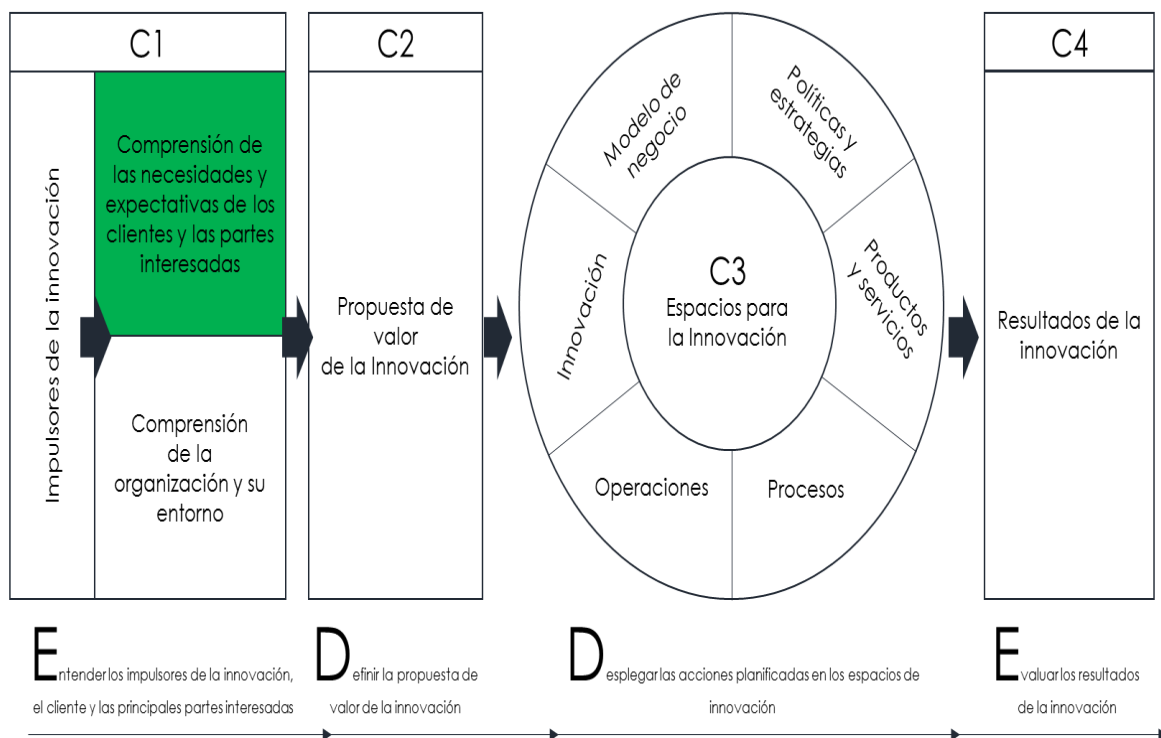 C1
Impulsores de la innovación
Comprensión de
las necesidades y
expectativas de los
clientes y las partes
interesadas
Comprensión
de la
organización y su
entorno
C2
Propuesta de
valor
de la Innovación
Modelo de
negocio
Políticas y
estrategias
Innovación
C3
Espacios para
la Innovación
Productos
y servicios
Operaciones
Procesos
C4
Resultados de la
innovación
Entender los impulsores de la innovación,
el cliente y las principales partes interesadas
Definir la propuesta de
valor de la innovación
Desplegar las acciones planificadas en los espacios de
innovación
Evaluar los resultados
de la innovación